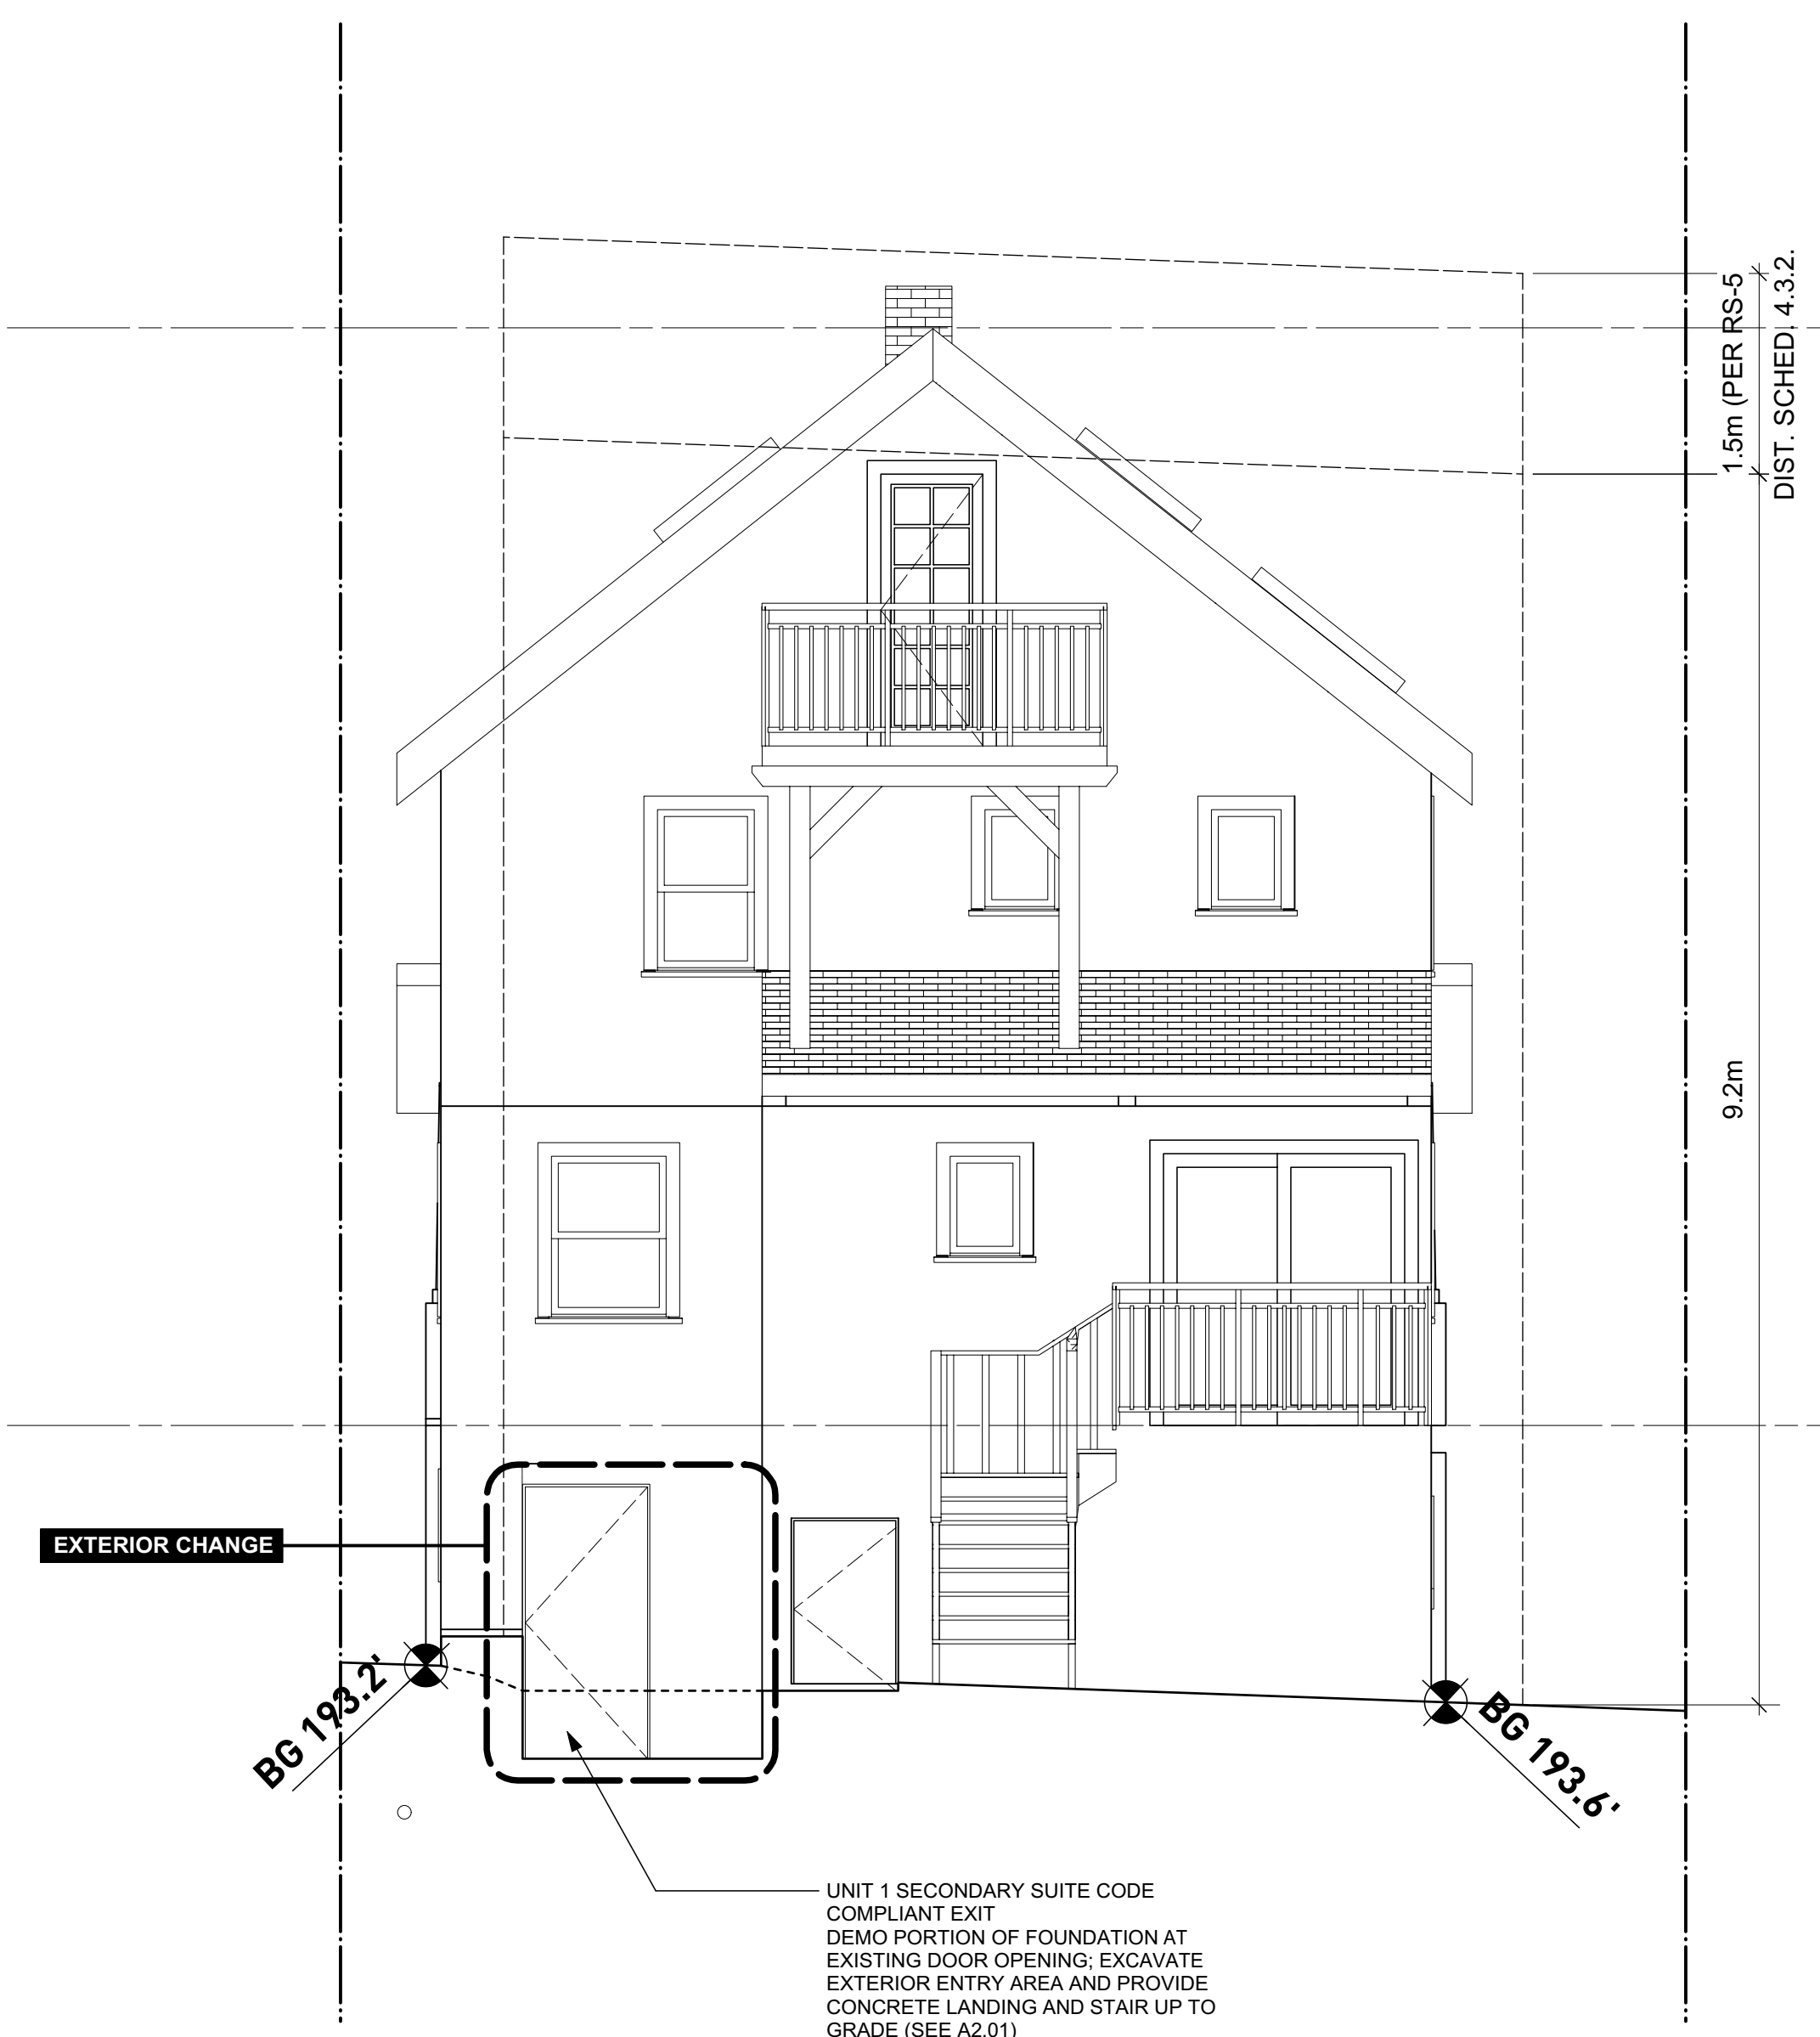 1.5m (PER RS-5
DIST. SCHED. 4.3.2.
9.2m
EXTERIOR CHANGE
BG 193.2'
BG 193.6'
UNIT 1 SECONDARY SUITE CODE
COMPLIANT EXIT
DEMO PORTION OF FOUNDATION AT
EXISTING DOOR OPENING; EXCAVATE
EXTERIOR ENTRY AREA AND PROVIDE
CONCRETE LANDING AND STAIR UP TO
GRADE (SEE A2.01)